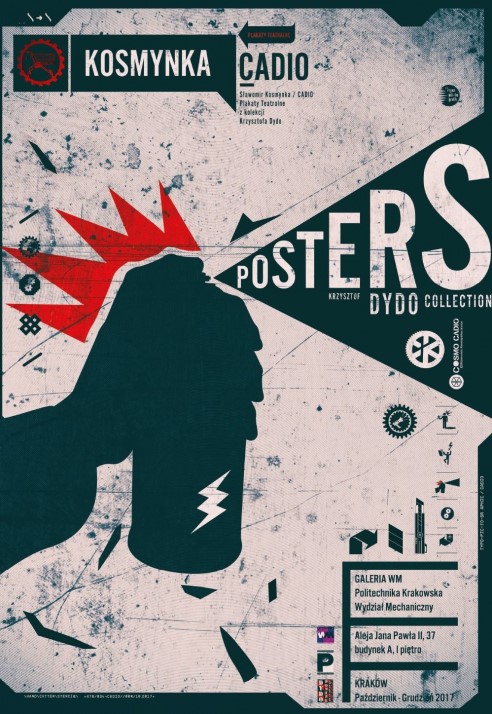 KOSMYNKA
PLAKATY TEATRALNE
CADIO
Sławomir Kosmynka / CADIO
Plakaty Teatralne
z kolekcji
Krzysztofa Dydo
POSTERS
KRZYSZTOF DYDO COLLECTION
COSMO CADIO
GALERIA WM
Politechnika Krakowska
Wydział Mechaniczny
Aleja Jana Pawła II, 37
budynek A, I piętro
P
KRAKÓW
Październik - Grudzień 2017